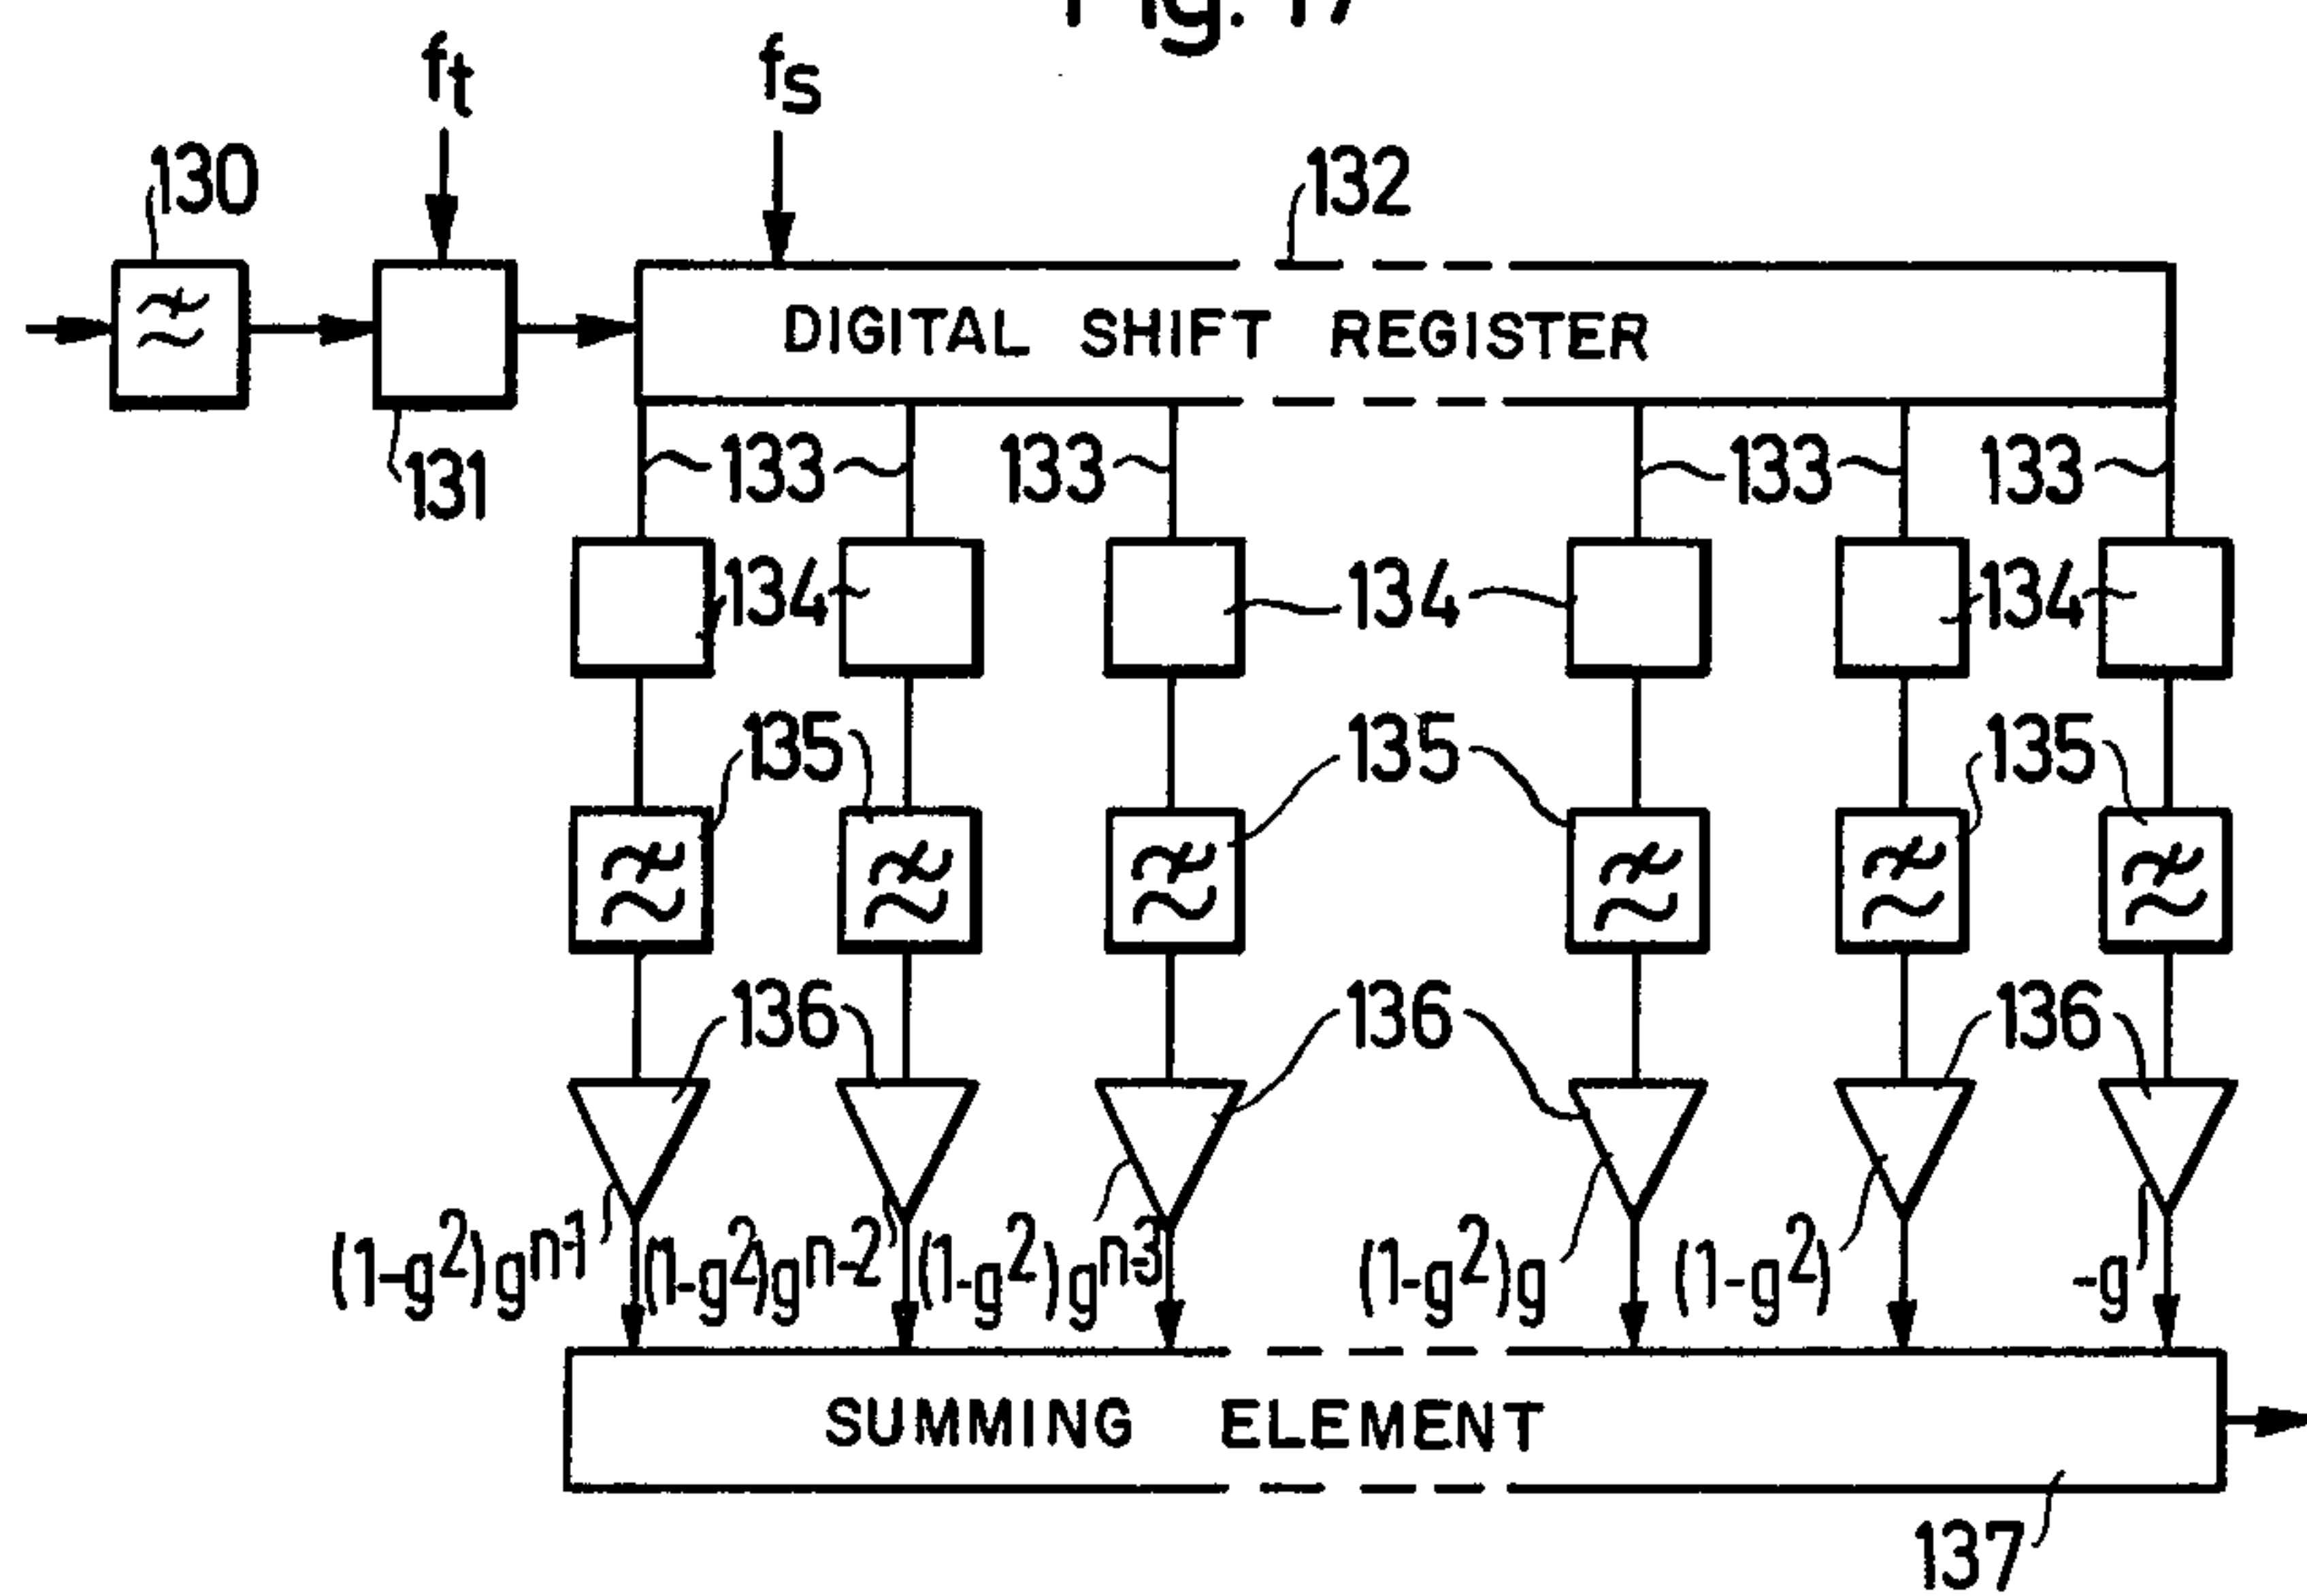 Fig. 17
ft fs
130 132
DIGITAL SHIFT REGISTER
131 133 133 133 133
134 134 134
135 135 135
136 136 136
(1-g²)gⁿ⁻¹ (1-g²)gⁿ⁻² (1-g²)gⁿ⁻³ (1-g²)g (1-g²) -g
SUMMING ELEMENT
137